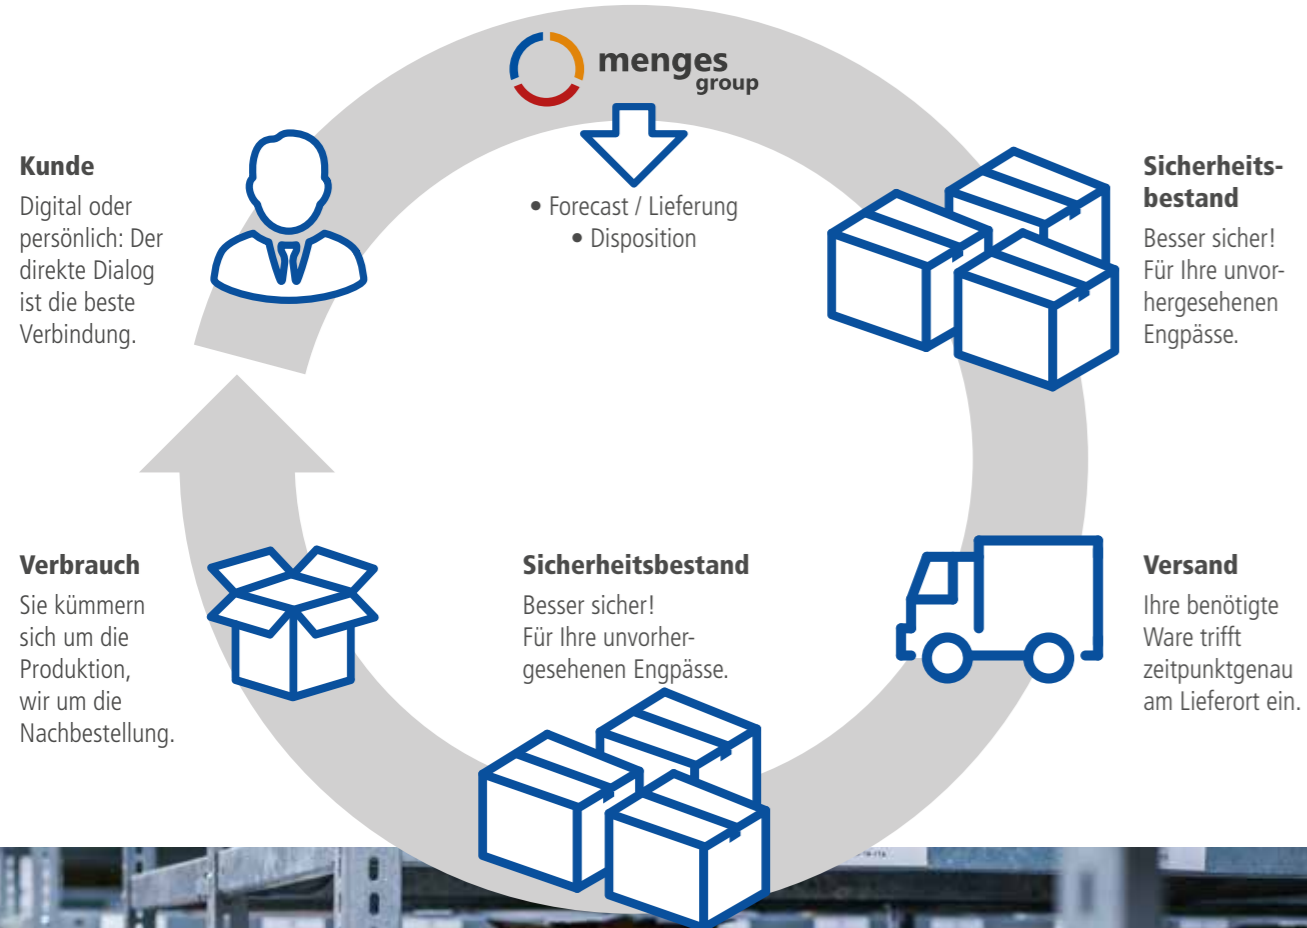 menges
group
• Forecast / Lieferung
• Disposition
Kunde
Digital oder
persönlich: Der
direkte Dialog
ist die beste
Verbindung.
Sicherheits-
bestand
Besser sicher!
Für Ihre unvor-
hergesehenen
Engpässe.
Verbrauch
Sie kümmern
sich um die
Produktion,
wir um die
Nachbestellung.
Sicherheitsbestand
Besser sicher!
Für Ihre unvorher-
gesehenen Engpässe.
Versand
Ihre benötigte
Ware trifft
zeitpunktgenau
am Lieferort ein.